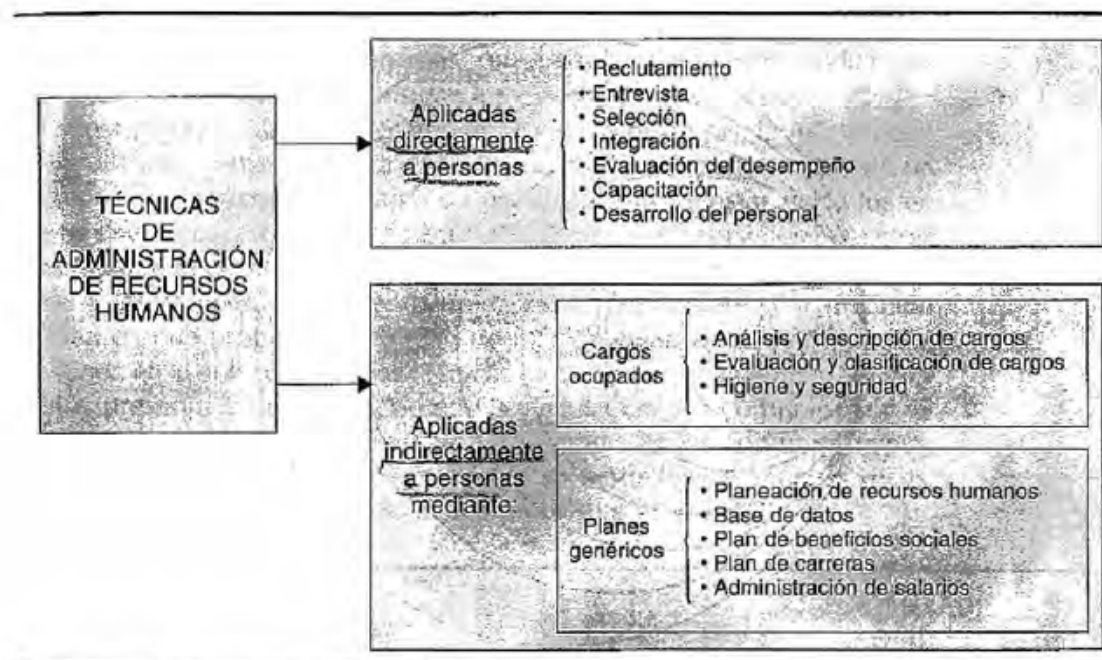 TÉCNICAS
DE
ADMINISTRACIÓN
DE RECURSOS
HUMANOS
Aplicadas
directamente
a personas
• Reclutamiento
• Entrevista
• Selección
• Integración
• Evaluación del desempeño
• Capacitación
• Desarrollo del personal
Aplicadas
indirectamente
a personas
mediante:
Cargos
ocupados
• Análisis y descripción de cargos
• Evaluación y clasificación de cargos
• Higiene y seguridad
Planes
genéricos
• Planeación de recursos humanos
• Base de datos
• Plan de beneficios sociales
• Plan de carreras
• Administración de salarios